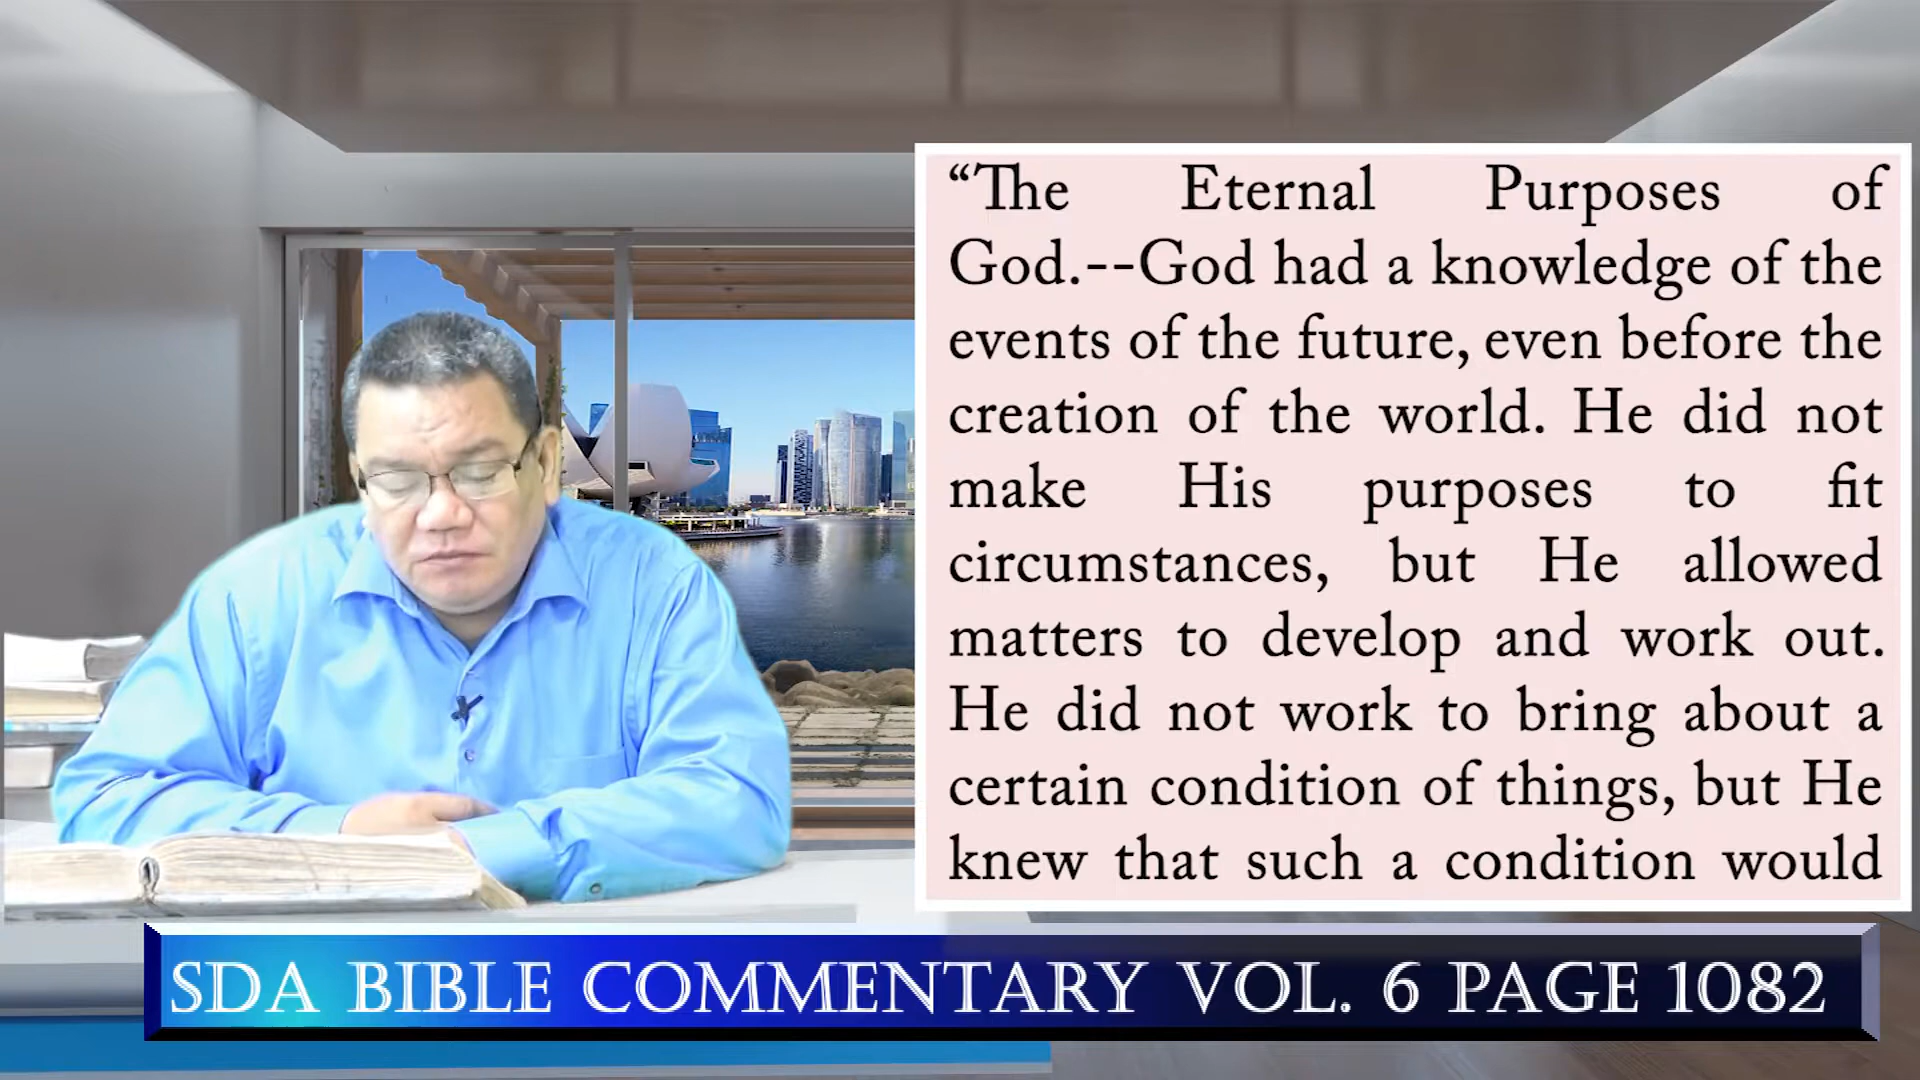 “The Eternal Purposes of
God.--God had a knowledge of the
events of the future, even before the
creation of the world. He did not
make His purposes to fit
circumstances, but He allowed
matters to develop and work out.
He did not work to bring about a
certain condition of things, but He
knew that such a condition would
SDA BIBLE COMMENTARY VOL. 6 PAGE 1082